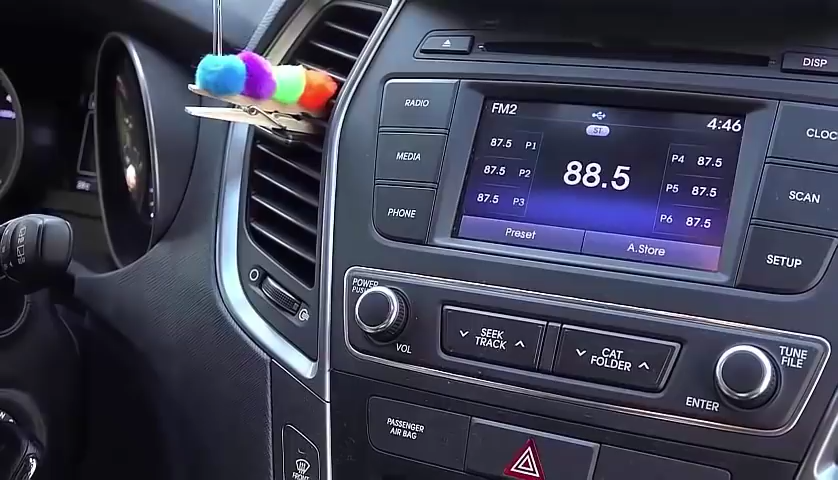 DISP
RADIO
FM2
4:46
CLOC
ST
87.5 P1
P4 87.5
MEDIA
87.5 P2
88.5
P5 87.5
SCAN
87.5 P3
P6 87.5
PHONE
Preset
A.Store
SETUP
POWER
PUSH
VOL
SEEK
TRACK
CAT
FOLDER
TUNE
FILE
ENTER
PASSENGER
AIR BAG
FRONT